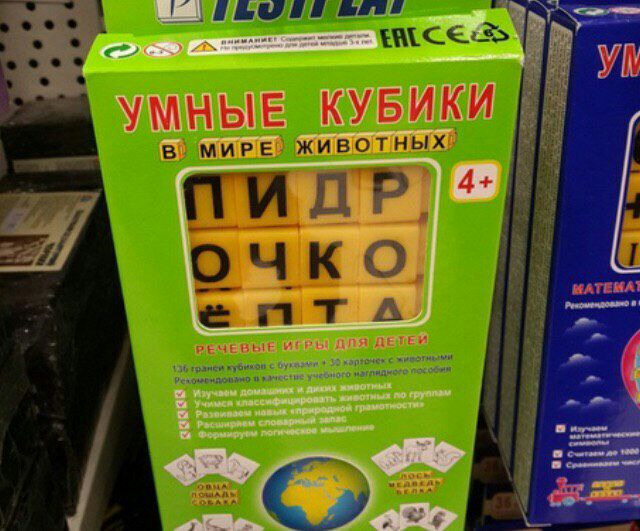 TESTPLAY
ВНИМАНИЕ! Содержит мелкие детали.
Не предусмотрено для детей младше 3-х лет.
EAC CE
УМНЫЕ КУБИКИ
В МИРЕ ЖИВОТНЫХ
4+
ПИДР
ОЧКО
ЁПТА
РЕЧЕВЫЕ ИГРЫ ДЛЯ ДЕТЕЙ
136 граней кубиков с буквами + 30 карточек с животными
Рекомендовано в качестве учебного наглядного пособия
Изучаем домашних и диких животных
Учимся классифицировать животных по группам
Развиваем навык «природной грамотности»
Расширяем словарный запас
Формируем логическое мышление
ОВЦА
ЛОШАДЬ
СОБАКА
ЛОСЬ
МЕДВЕДЬ
БЕЛКА
УМ
МАТЕМАТ
Рекомендовано в
Изучаем
математические
символы
Считаем до 1000
Сравниваем